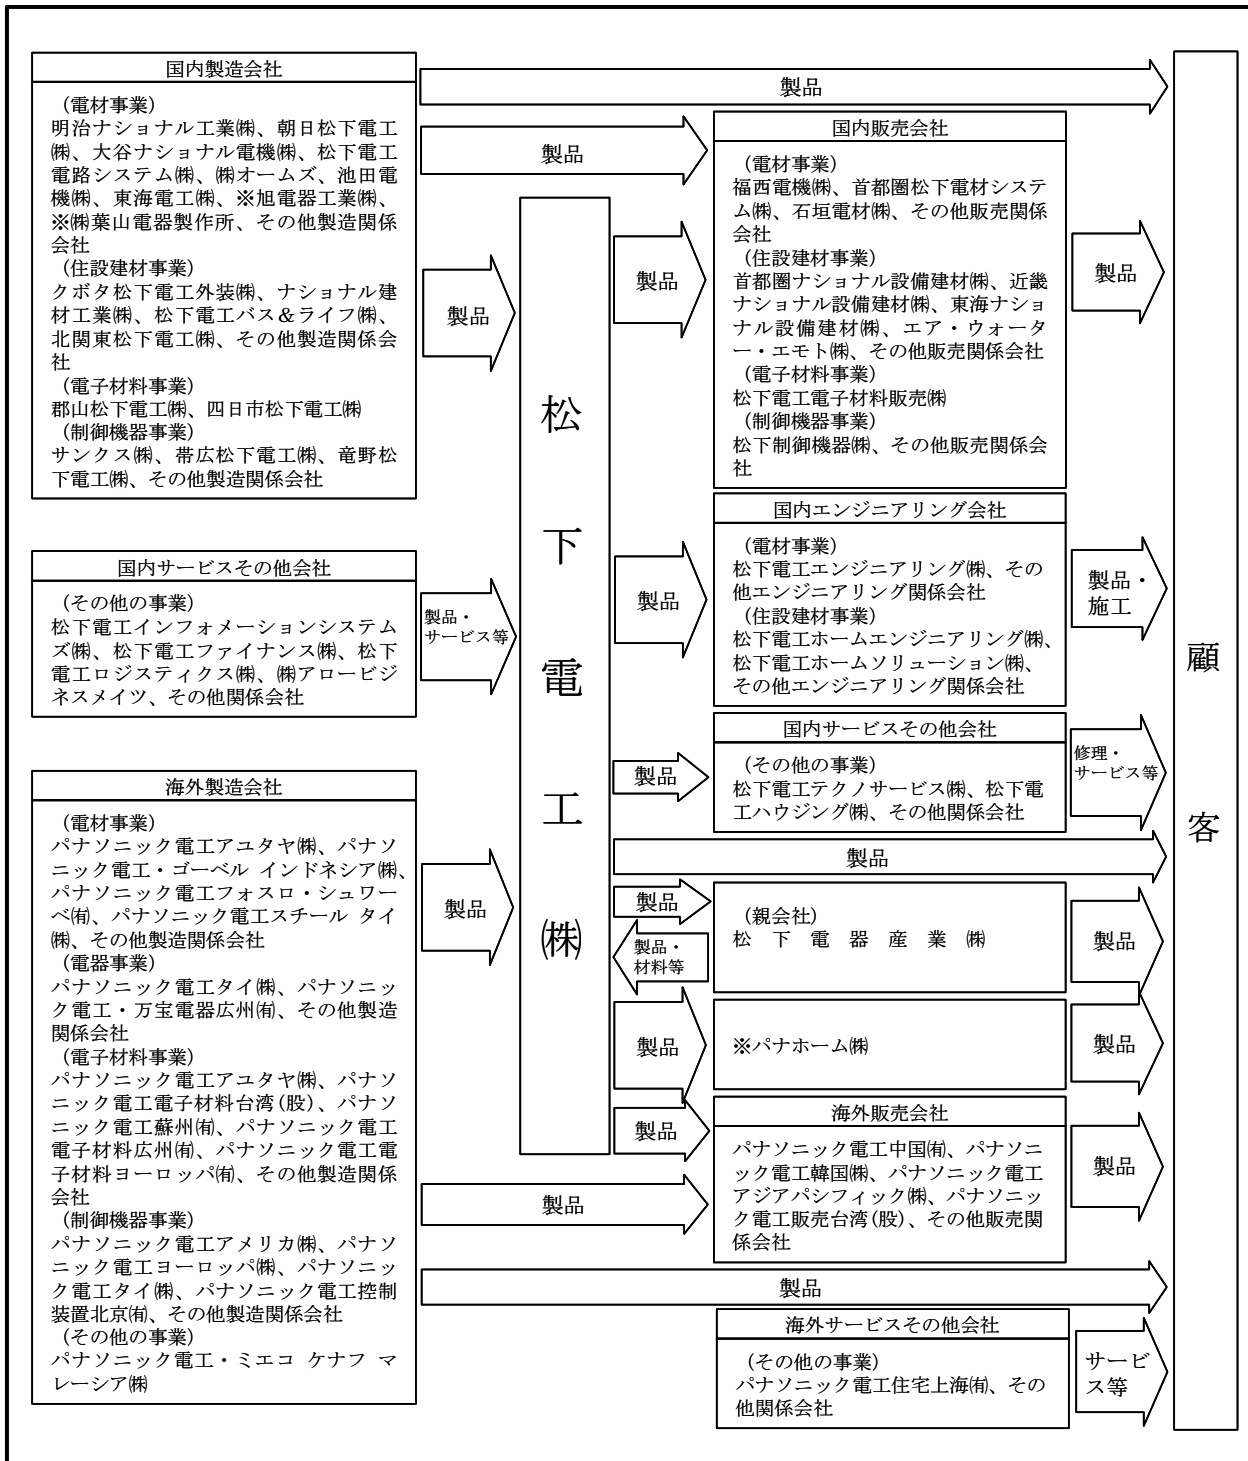 国内製造会社
（電材事業）
明治ナショナル工業㈱、朝日松下電工
㈱、大谷ナショナル電機㈱、松下電工
電路システム㈱、㈱オームズ、池田電
機㈱、東海電工㈱、※旭電器工業㈱、
※㈱葉山電器製作所、その他製造関係
会社
（住設建材事業）
クボタ松下電工外装㈱、ナショナル建
材工業㈱、松下電工バス＆ライフ㈱、
北関東松下電工㈱、その他製造関係会
社
（電子材料事業）
郡山松下電工㈱、四日市松下電工㈱
（制御機器事業）
サンクス㈱、帯広松下電工㈱、竜野松
下電工㈱、その他製造関係会社
国内サービスその他会社
（その他の事業）
松下電工インフォメーションシステム
ズ㈱、松下電工ファイナンス㈱、松下
電工ロジスティクス㈱、㈱アロービジ
ネスメイツ、その他関係会社
海外製造会社
（電材事業）
パナソニック電工アユタヤ㈱、パナソ
ニック電工・ゴーベル インドネシア㈱、
パナソニック電工フォスロ・シュワー
ベ㈲、パナソニック電工スチール タイ
㈱、その他製造関係会社
（電器事業）
パナソニック電工タイ㈱、パナソニッ
ク電工・万宝電器広州㈲、その他製造
関係会社
（電子材料事業）
パナソニック電工アユタヤ㈱、パナソ
ニック電工電子材料台湾(股)、パナソ
ニック電工蘇州㈲、パナソニック電工
電子材料広州㈲、パナソニック電工電
子材料ヨーロッパ㈲、その他製造関係
会社
（制御機器事業）
パナソニック電工アメリカ㈱、パナソ
ニック電工ヨーロッパ㈱、パナソニッ
ク電工タイ㈱、パナソニック電工控制
装置北京㈲、その他製造関係会社
（その他の事業）
パナソニック電工・ミエコ ケナフ マ
レーシア㈱
製品
製品
製品
製品・
サービス等
製品
製品
製品
松
下
電
工
㈱
製品
製品
製品
製品
製品
製品・
材料等
製品
製品
国内販売会社
（電材事業）
福西電機㈱、首都圏松下電材システ
ム㈱、石垣電材㈱、その他販売関係
会社
（住設建材事業）
首都圏ナショナル設備建材㈱、近畿
ナショナル設備建材㈱、東海ナショ
ナル設備建材㈱、エア・ウォータ
ー・エモト㈱、その他販売関係会社
（電子材料事業）
松下電工電子材料販売㈱
（制御機器事業）
松下制御機器㈱、その他販売関係会
社
国内エンジニアリング会社
（電材事業）
松下電工エンジニアリング㈱、その
他エンジニアリング関係会社
（住設建材事業）
松下電工ホームエンジニアリング㈱、
松下電工ホームソリューション㈱、
その他エンジニアリング関係会社
国内サービスその他会社
（その他の事業）
松下電工テクノサービス㈱、松下電
工ハウジング㈱、その他関係会社
（親会社）
松 下 電 器 産 業 ㈱
※パナホーム㈱
海外販売会社
パナソニック電工中国㈲、パナソニ
ック電工韓国㈱、パナソニック電工
アジアパシフィック㈱、パナソニッ
ク電工販売台湾(股)、その他販売関
係会社
海外サービスその他会社
（その他の事業）
パナソニック電工住宅上海㈲、その
他関係会社
製品
製品・
施工
修理・
サービス等
製品
製品
製品
サービ
ス等
顧
客